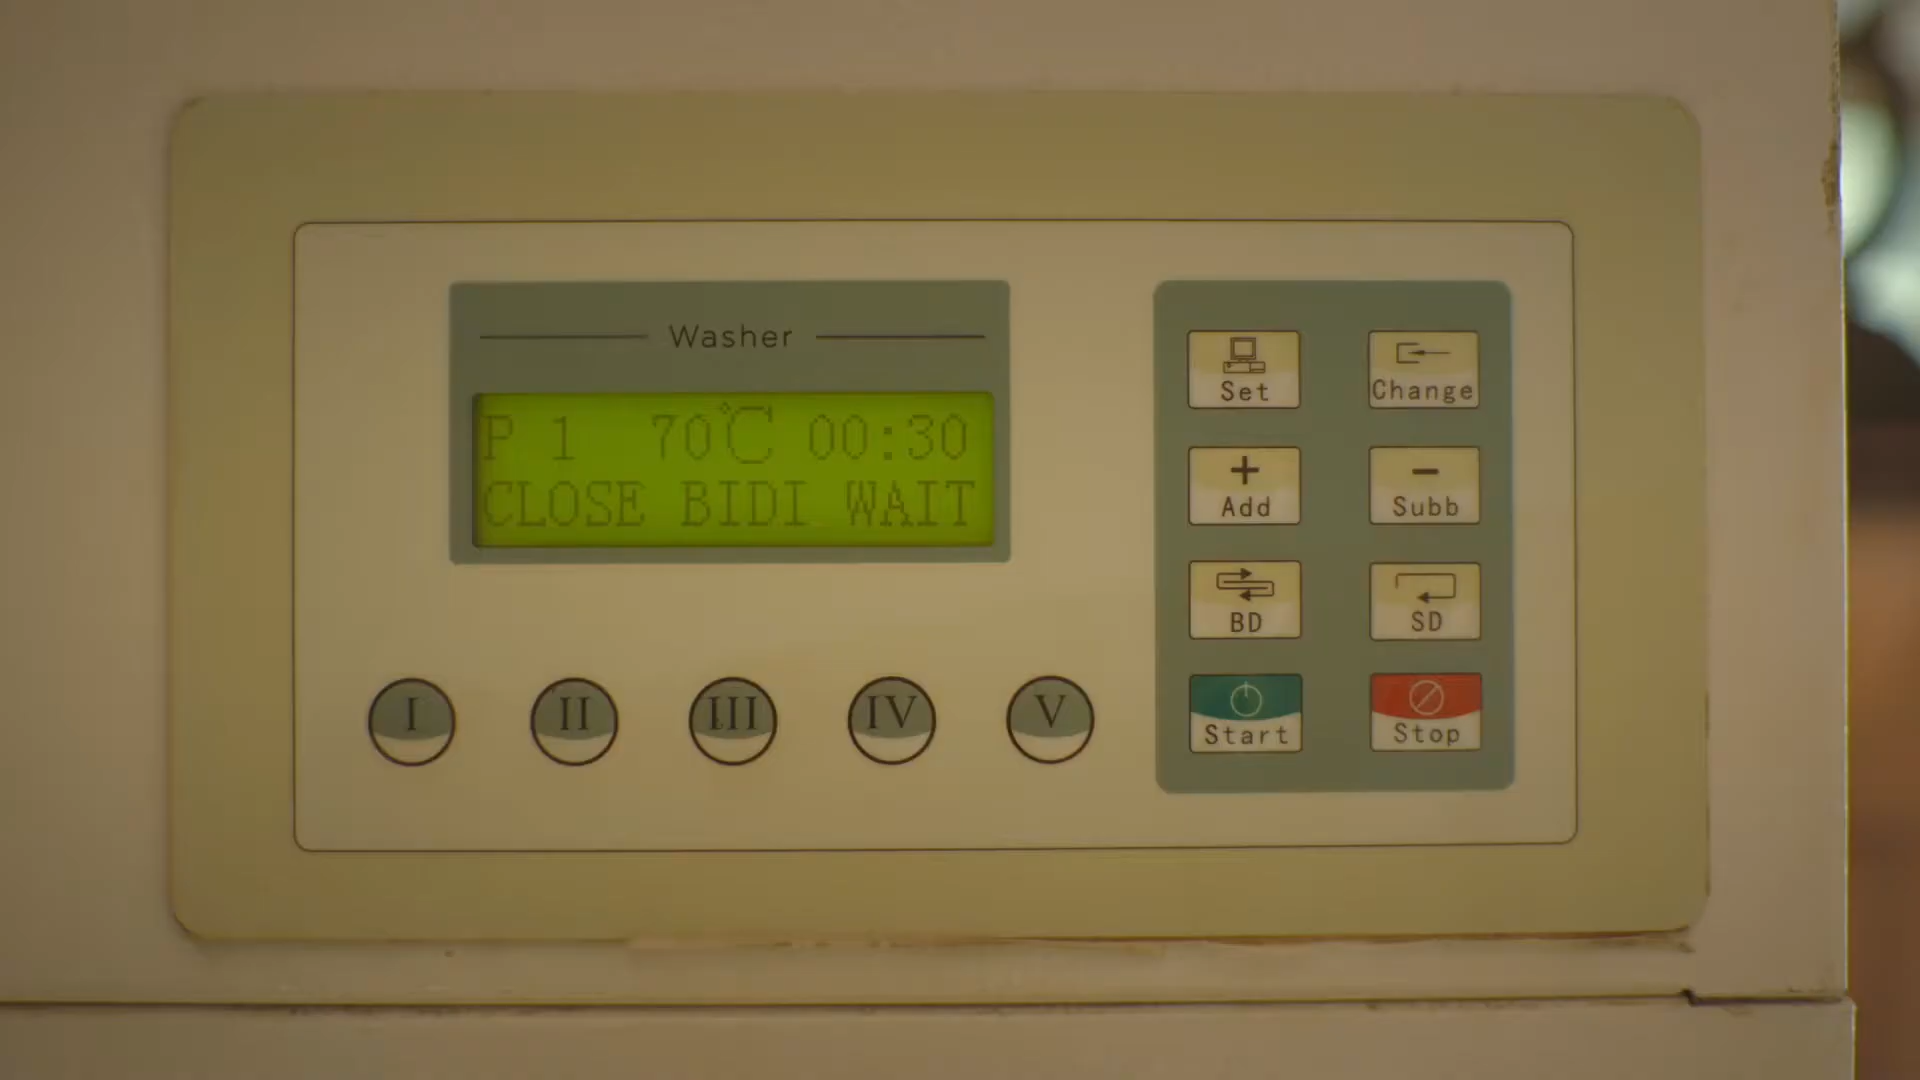 Washer
P 1 70℃ 00:30
CLOSE BIDI WAIT
I II III IV V
Set Change
Add Subb
BD SD
Start Stop